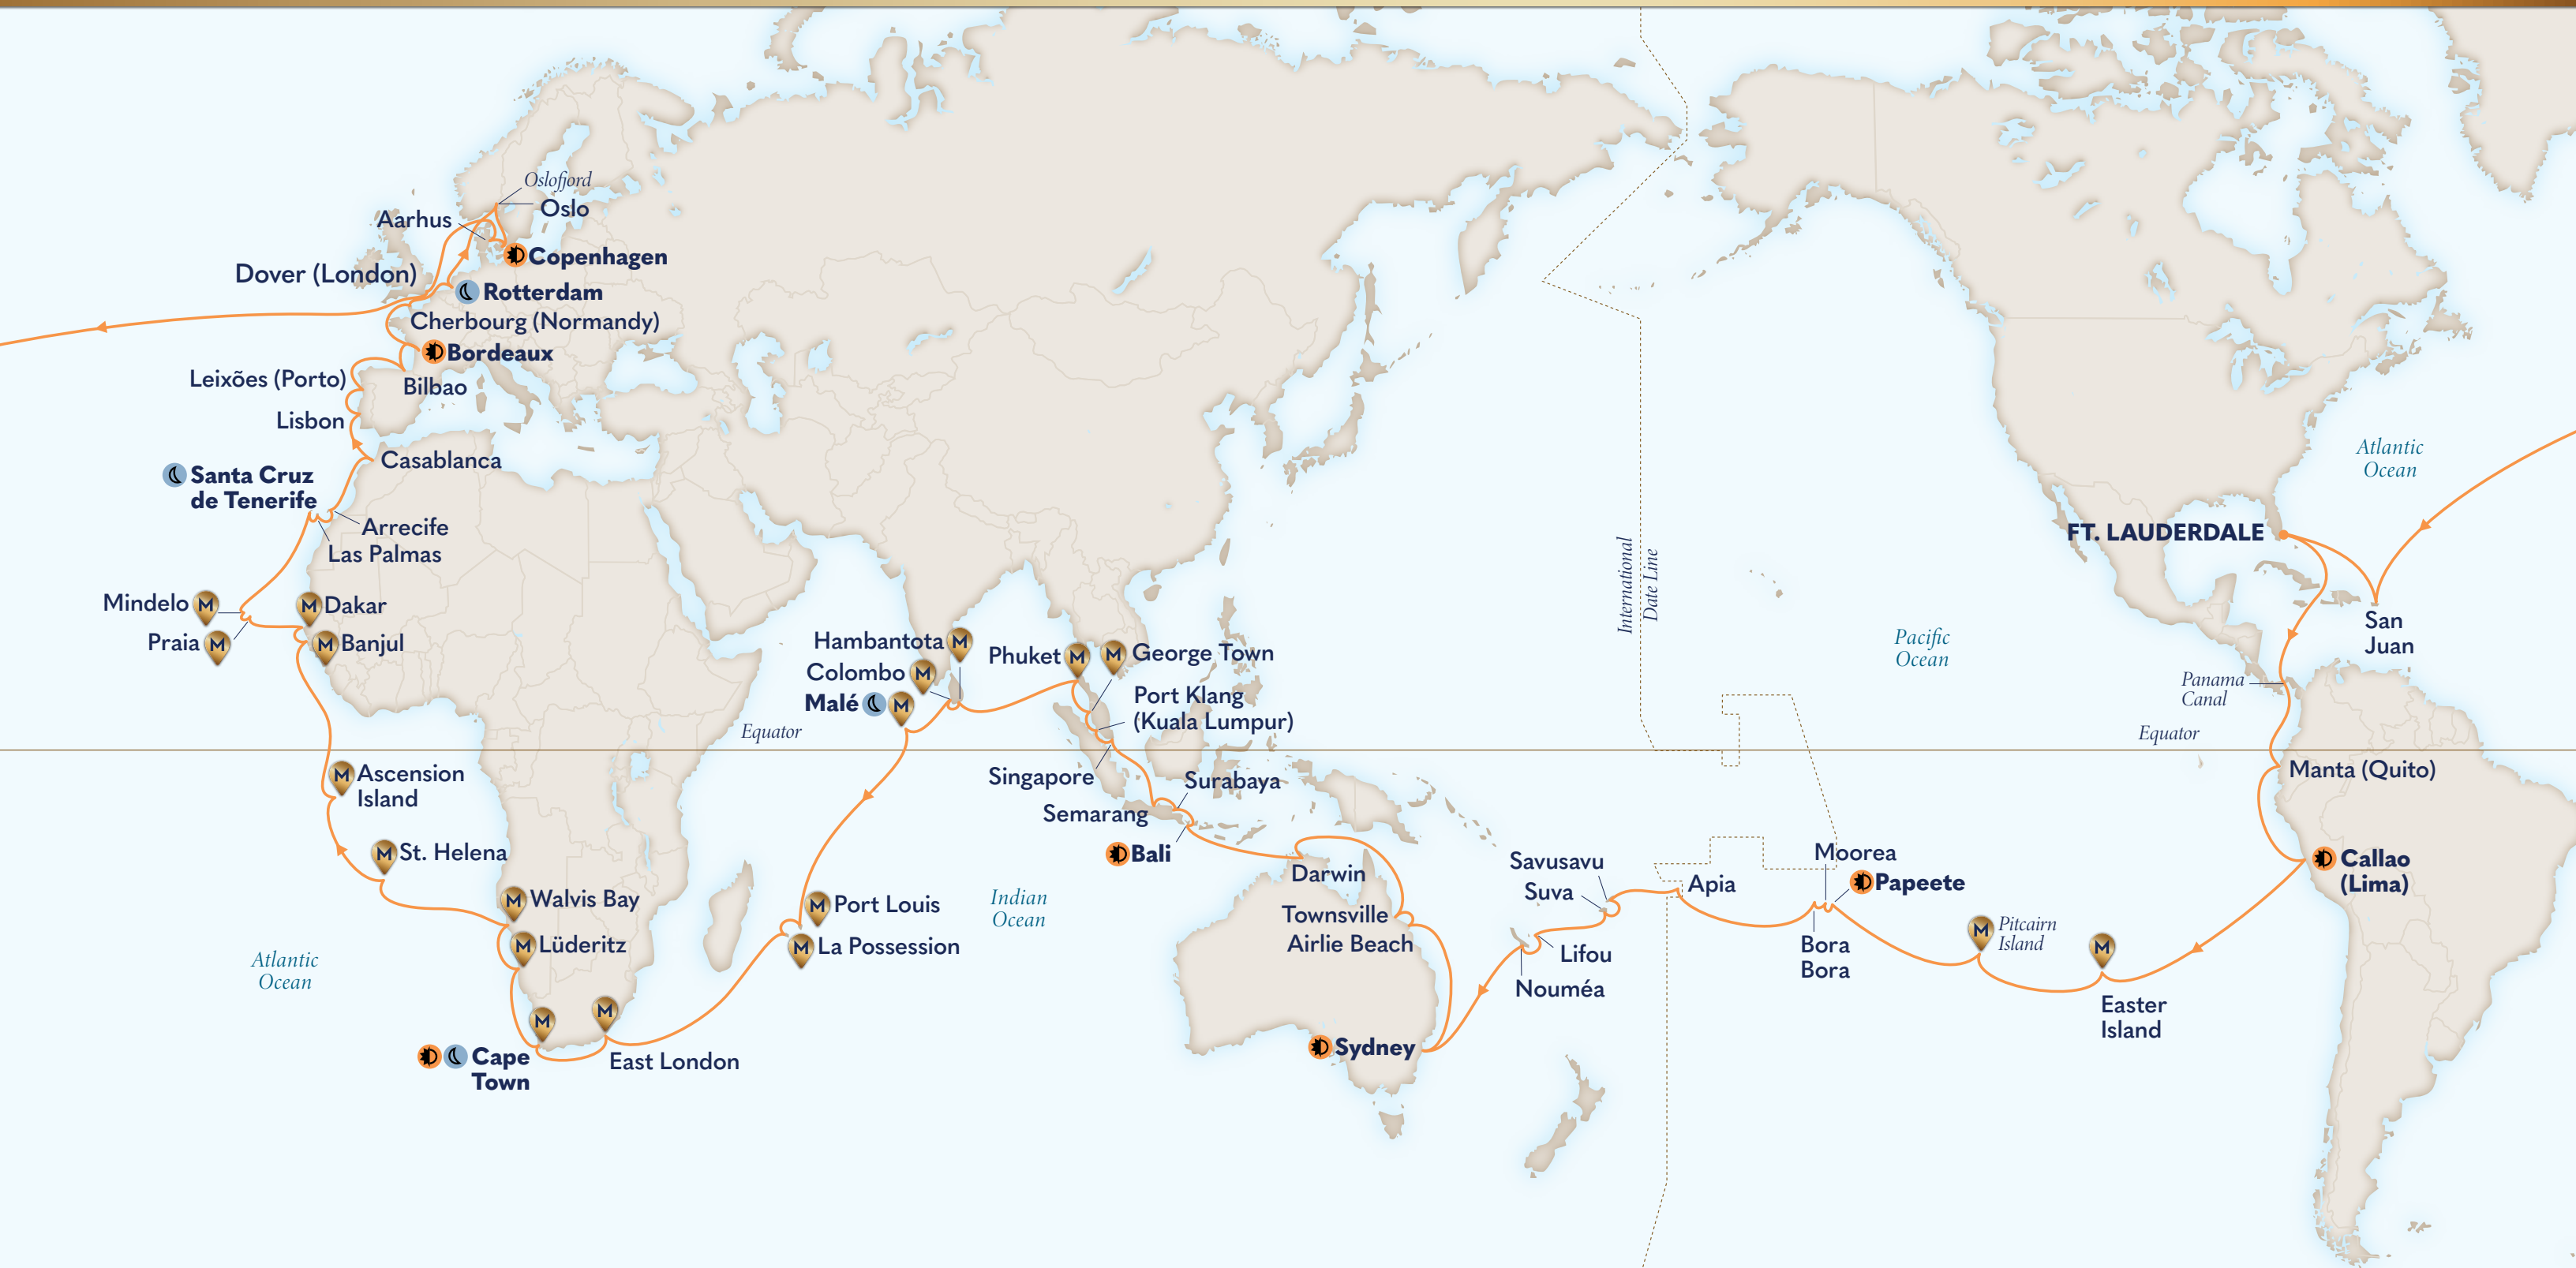 Oslofjord
Oslo
Aarhus
Copenhagen
Dover (London)
Rotterdam
Cherbourg (Normandy)
Bordeaux
Leixões (Porto)
Bilbao
Lisbon
Casablanca
Santa Cruz
de Tenerife
Arrecife
Las Palmas
Mindelo M
M Dakar
Praia M
M Banjul
M Ascension
Island
M St. Helena
M Walvis Bay
M Lüderitz
Atlantic
Ocean
M
Cape
Town
M
East London
Hambantota M
Colombo M
Malé M
Equator
Phuket M
M George Town
Port Klang
(Kuala Lumpur)
Singapore
Surabaya
Semarang
Bali
M Port Louis
M La Possession
Indian
Ocean
Darwin
Townsville
Airlie Beach
Sydney
Savusavu
Suva
Lifou
Nouméa
Apia
International
Date Line
Pacific
Ocean
Moorea
Papeete
Bora
Bora
M Pitcairn
Island
M
Easter
Island
Atlantic
Ocean
FT. LAUDERDALE
San
Juan
Panama
Canal
Equator
Manta (Quito)
Callao
(Lima)